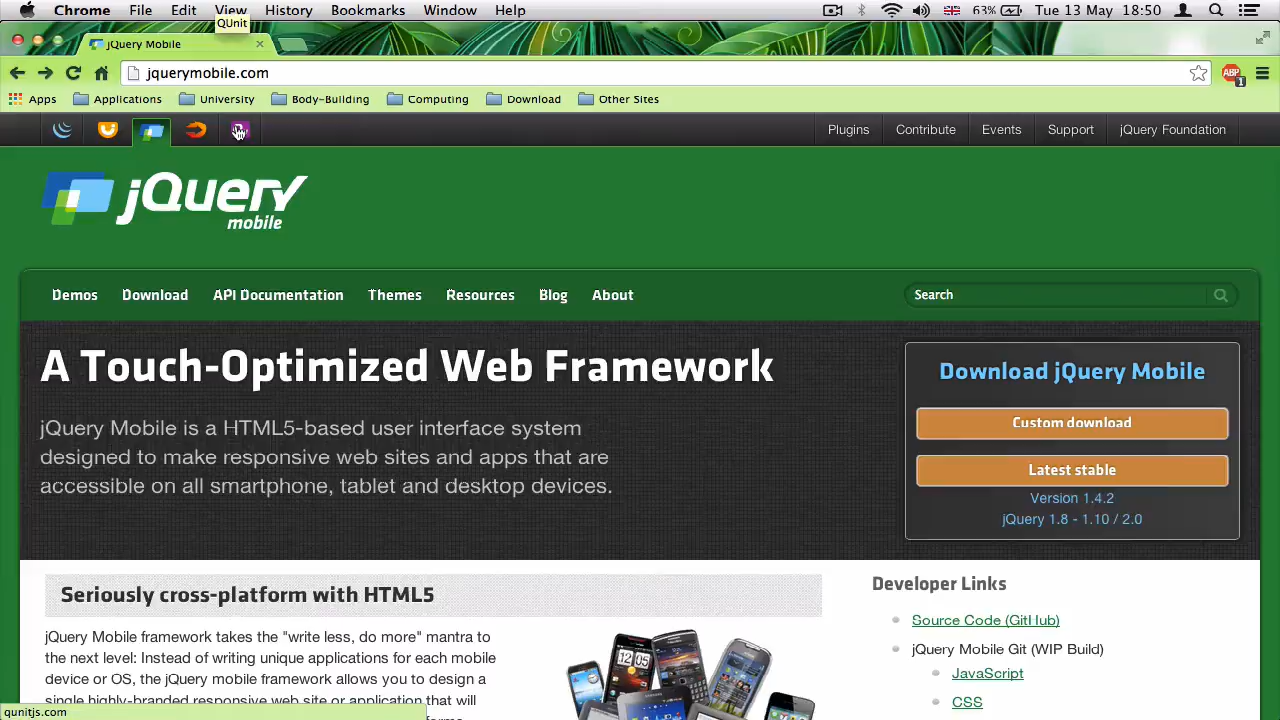 Chrome File Edit View History Bookmarks Window Help 63% Tue 13 May 18:50
QUnit
jQuery Mobile
jquerymobile.com
ABP 1
Apps Applications University Body-Building Computing Download Other Sites
Plugins Contribute Events Support jQuery Foundation
jQuery
mobile
Demos Download API Documentation Themes Resources Blog About Search
A Touch-Optimized Web Framework
jQuery Mobile is a HTML5-based user interface system
designed to make responsive web sites and apps that are
accessible on all smartphone, tablet and desktop devices.
Download jQuery Mobile
Custom download
Latest stable
Version 1.4.2
jQuery 1.8 - 1.10 / 2.0
Seriously cross-platform with HTML5
jQuery Mobile framework takes the "write less, do more" mantra to
the next level: Instead of writing unique applications for each mobile
device or OS, the jQuery mobile framework allows you to design a
single highly-branded responsive web site or application that will
12:05
Developer Links
Source Code (GitHub)
jQuery Mobile Git (WIP Build)
JavaScript
CSS
qunitjs.com